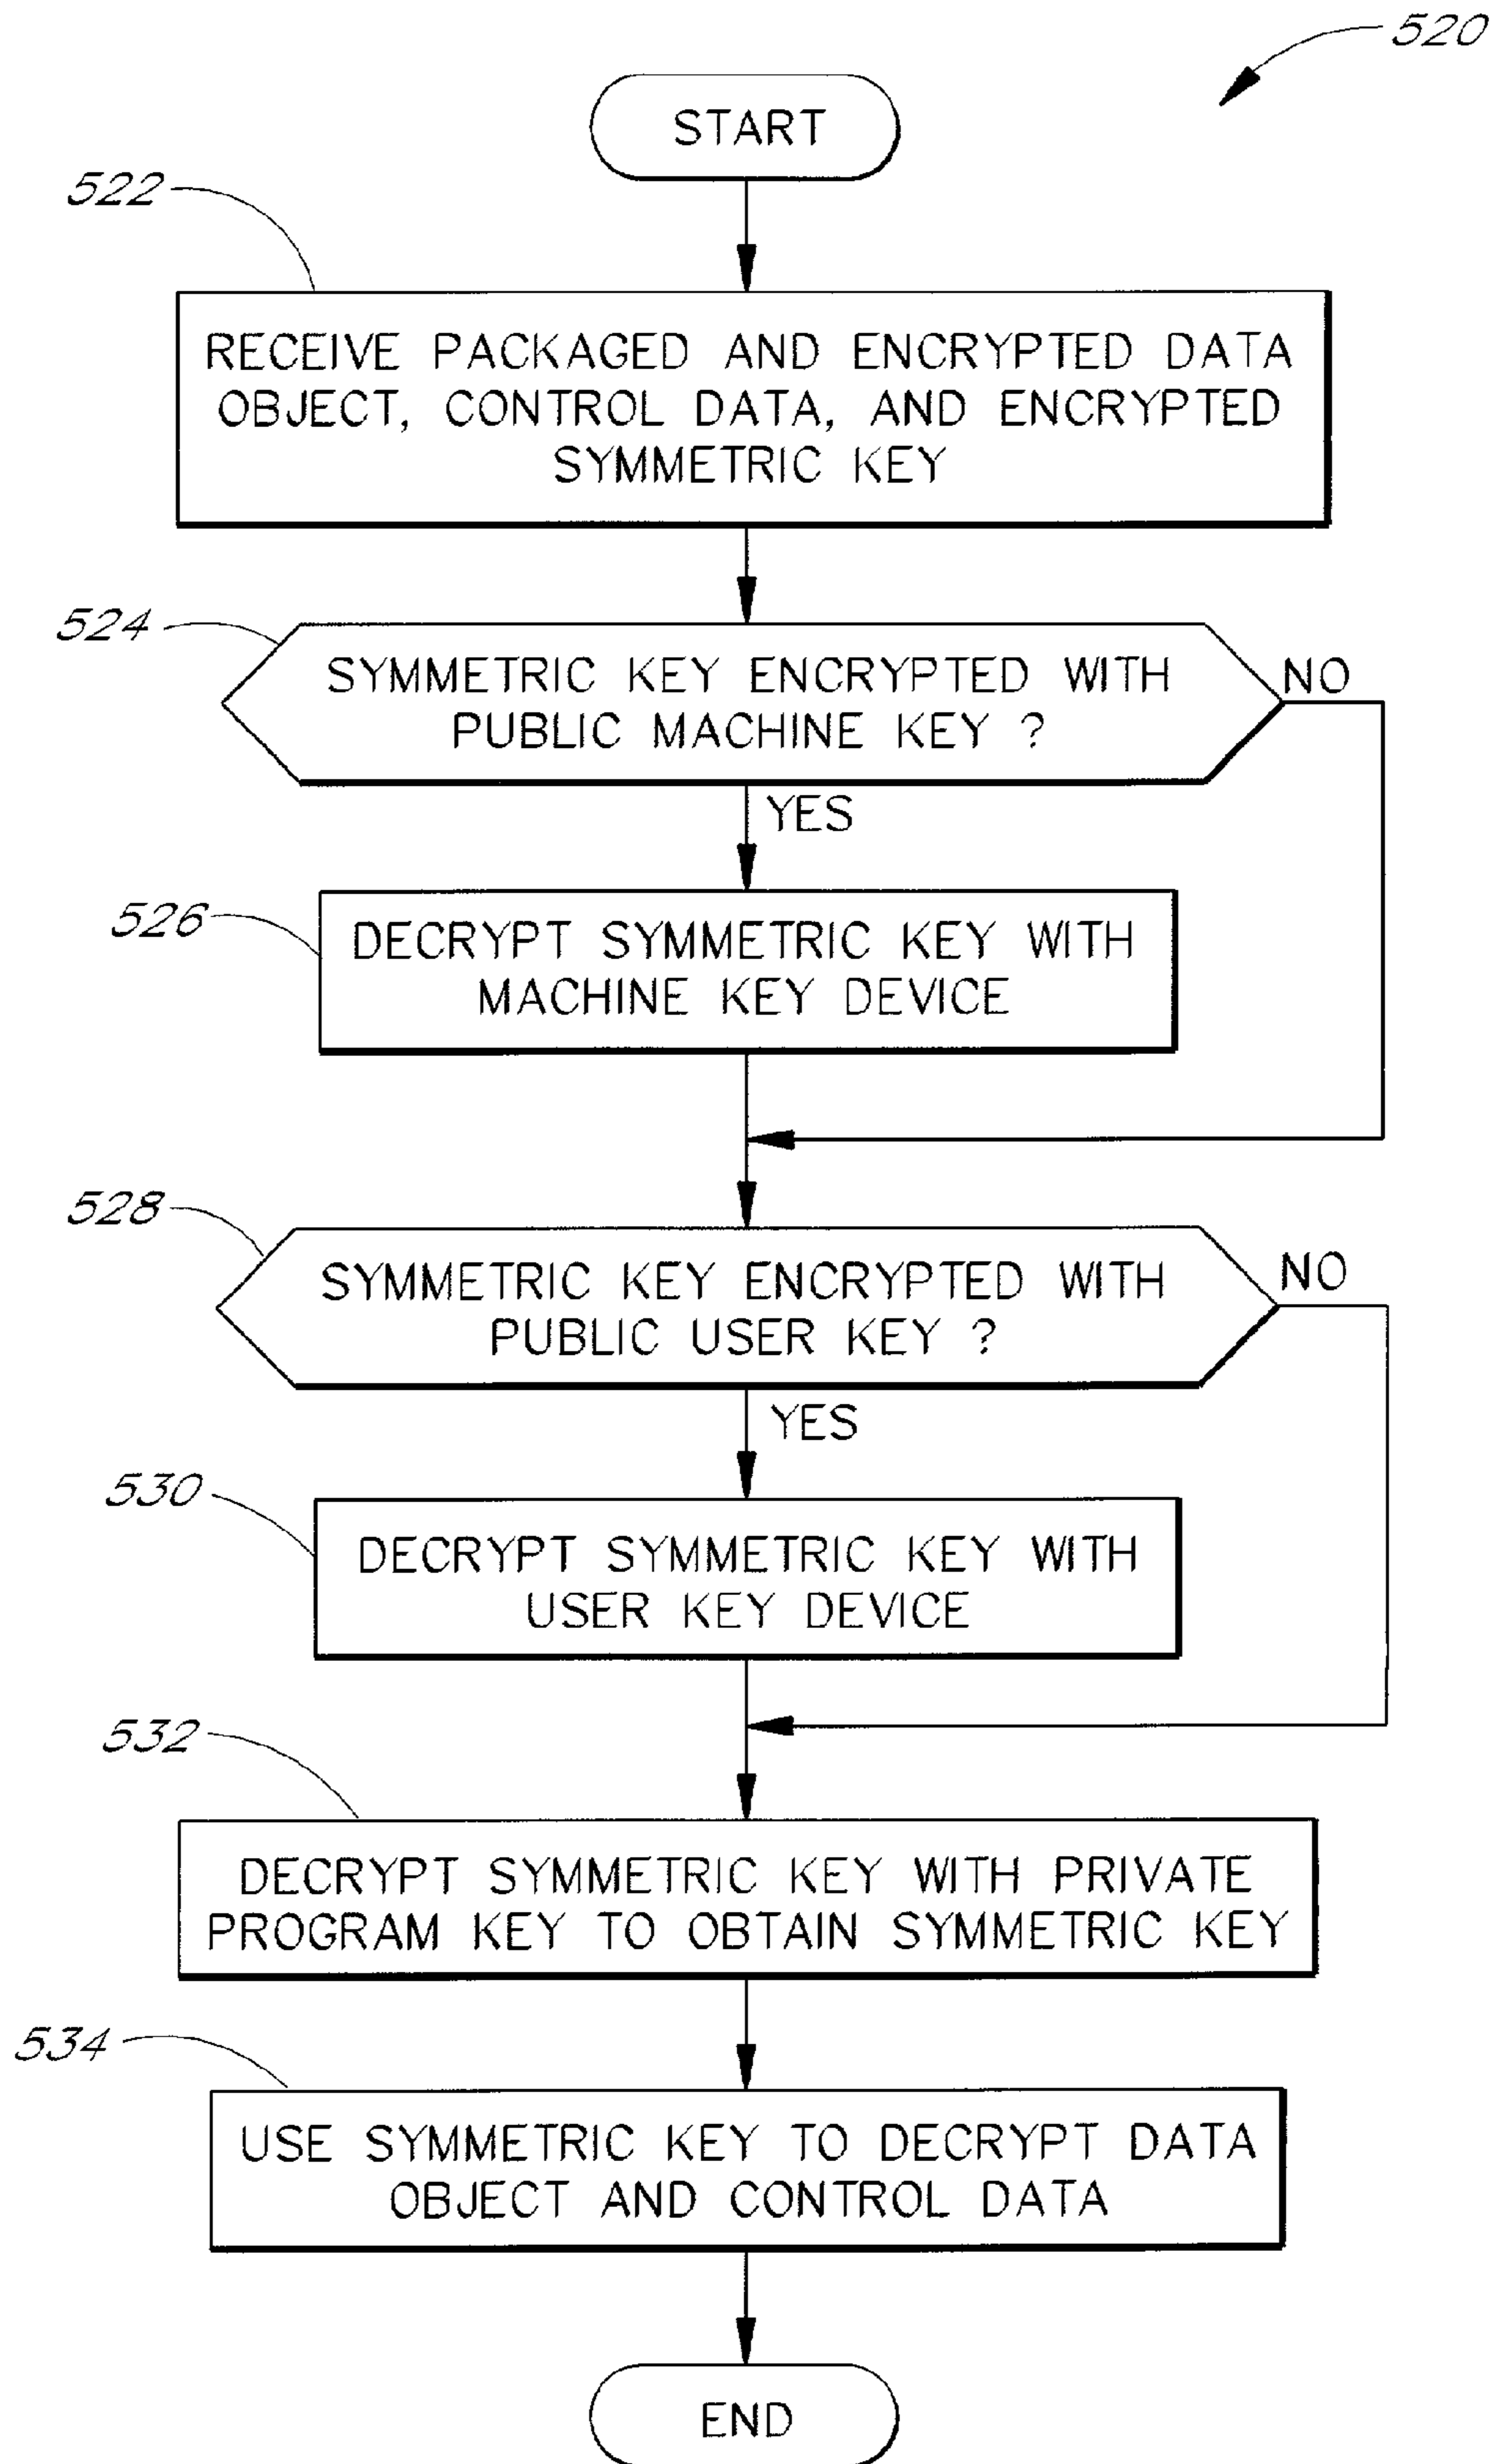 520
START
522
RECEIVE PACKAGED AND ENCRYPTED DATA
OBJECT, CONTROL DATA, AND ENCRYPTED
SYMMETRIC KEY
524
SYMMETRIC KEY ENCRYPTED WITH
PUBLIC MACHINE KEY ?
NO
YES
526
DECRYPT SYMMETRIC KEY WITH
MACHINE KEY DEVICE
528
SYMMETRIC KEY ENCRYPTED WITH
PUBLIC USER KEY ?
NO
YES
530
DECRYPT SYMMETRIC KEY WITH
USER KEY DEVICE
532
DECRYPT SYMMETRIC KEY WITH PRIVATE
PROGRAM KEY TO OBTAIN SYMMETRIC KEY
534
USE SYMMETRIC KEY TO DECRYPT DATA
OBJECT AND CONTROL DATA
END